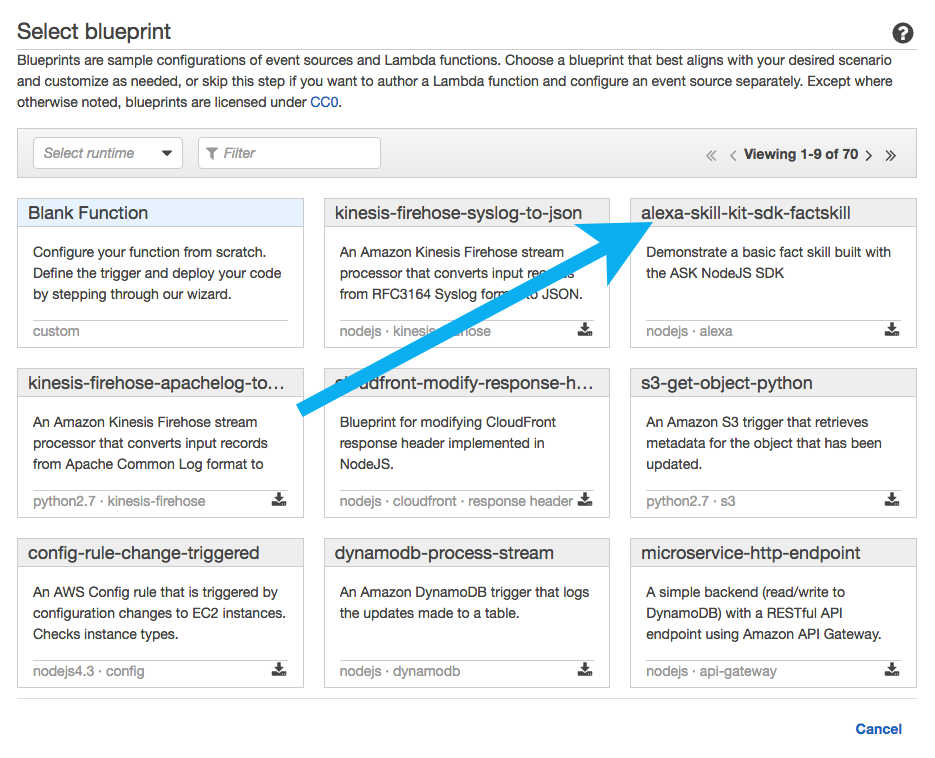 Select blueprint
?
Blueprints are sample configurations of event sources and Lambda functions. Choose a blueprint that best aligns with your desired scenario
and customize as needed, or skip this step if you want to author a Lambda function and configure an event source separately. Except where
otherwise noted, blueprints are licensed under CC0.
Select runtime
Filter
« ‹ Viewing 1-9 of 70 › »
Blank Function
Configure your function from scratch.
Define the trigger and deploy your code
by stepping through our wizard.
custom
kinesis-firehose-syslog-to-json
An Amazon Kinesis Firehose stream
processor that converts input
from RFC3164 Syslog JSON.
nodejs · kinesis
alexa-skill-kit-sdk-factskill
Demonstrate a basic fact skill built with
the ASK NodeJS SDK
nodejs · alexa
kinesis-firehose-apachelog-to...
An Amazon Kinesis Firehose stream
processor that converts input records
from Apache Common Log format to
python2.7 · kinesis-firehose
cloudfront-modify-response-h...
Blueprint for modifying CloudFront
response header implemented in
NodeJS.
nodejs · cloudfront · response header
s3-get-object-python
An Amazon S3 trigger that retrieves
metadata for the object that has been
updated.
python2.7 · s3
config-rule-change-triggered
An AWS Config rule that is triggered by
configuration changes to EC2 instances.
Checks instance types.
nodejs4.3 · config
dynamodb-process-stream
An Amazon DynamoDB trigger that logs
the updates made to a table.
nodejs · dynamodb
microservice-http-endpoint
A simple backend (read/write to
DynamoDB) with a RESTful API
endpoint using Amazon API Gateway.
nodejs · api-gateway
Cancel